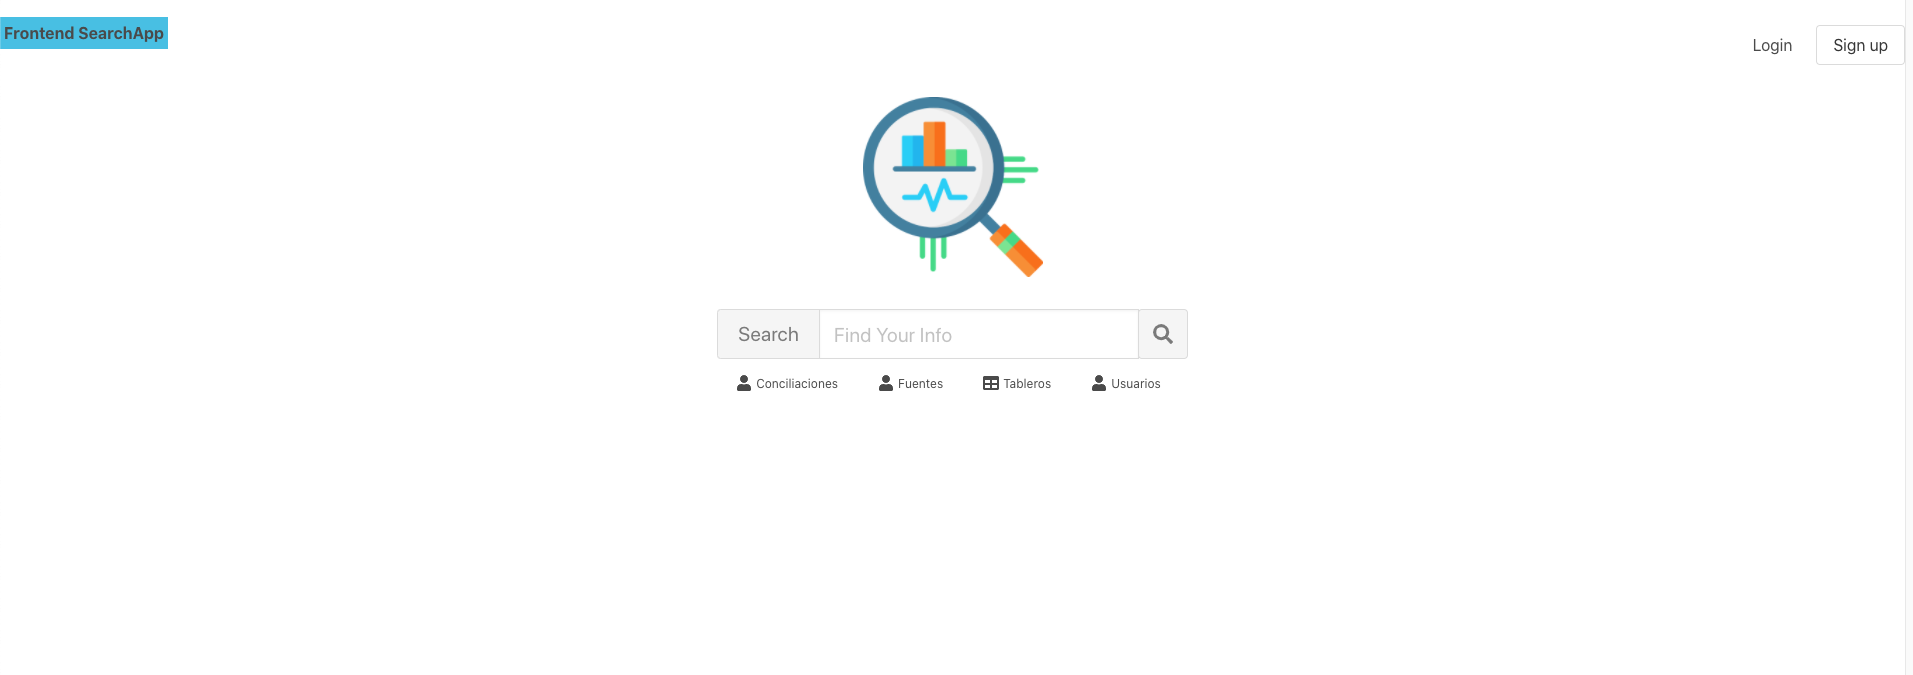 Frontend SearchApp
Login Sign up
Search Find Your Info
Conciliaciones Fuentes Tableros Usuarios